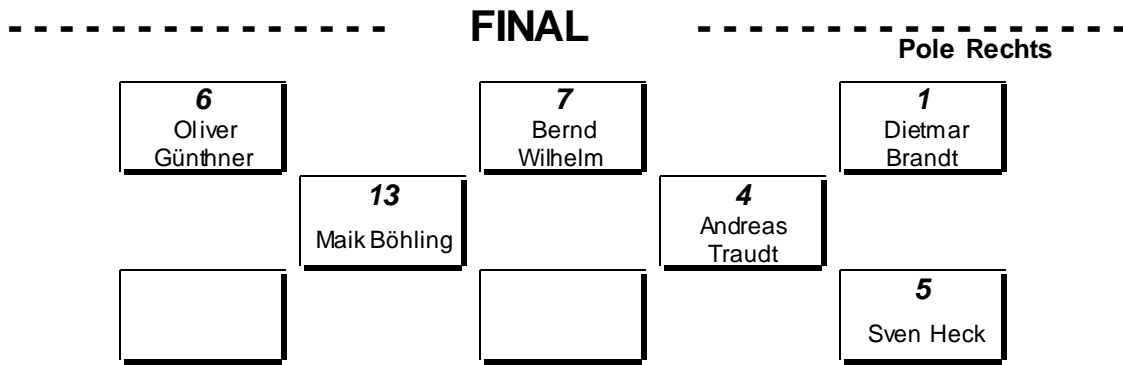 - - - - - - - - - - - - - - - FINAL - - - - - - - - - - - - - - - - -
Pole Rechts
6
Oliver
Günthner
7
Bernd
Wilhelm
1
Dietmar
Brandt
13
Maik Böhling
4
Andreas
Traudt
5
Sven Heck